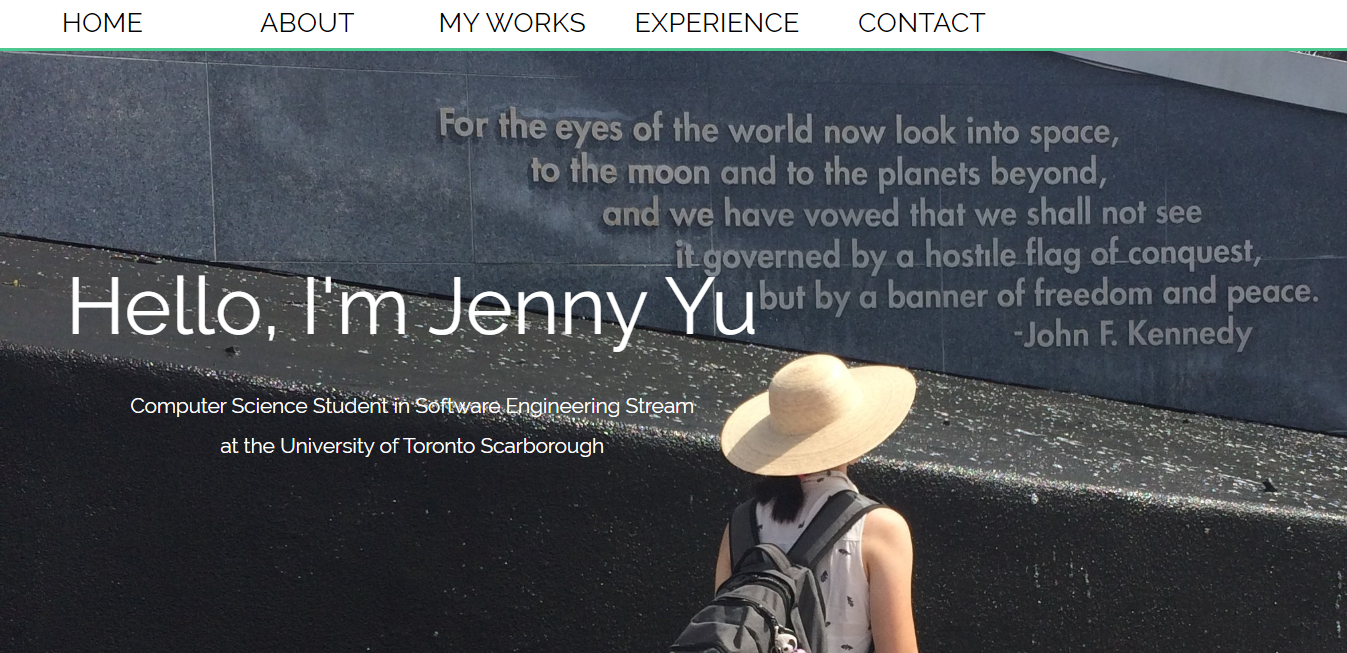 HOME ABOUT MY WORKS EXPERIENCE CONTACT
For the eyes of the world now look into space,
to the moon and to the planets beyond,
and we have vowed that we shall not see
it governed by a hostile flag of conquest,
but by a banner of freedom and peace.
-John F. Kennedy
Hello, I'm Jenny Yu
Computer Science Student in Software Engineering Stream
at the University of Toronto Scarborough